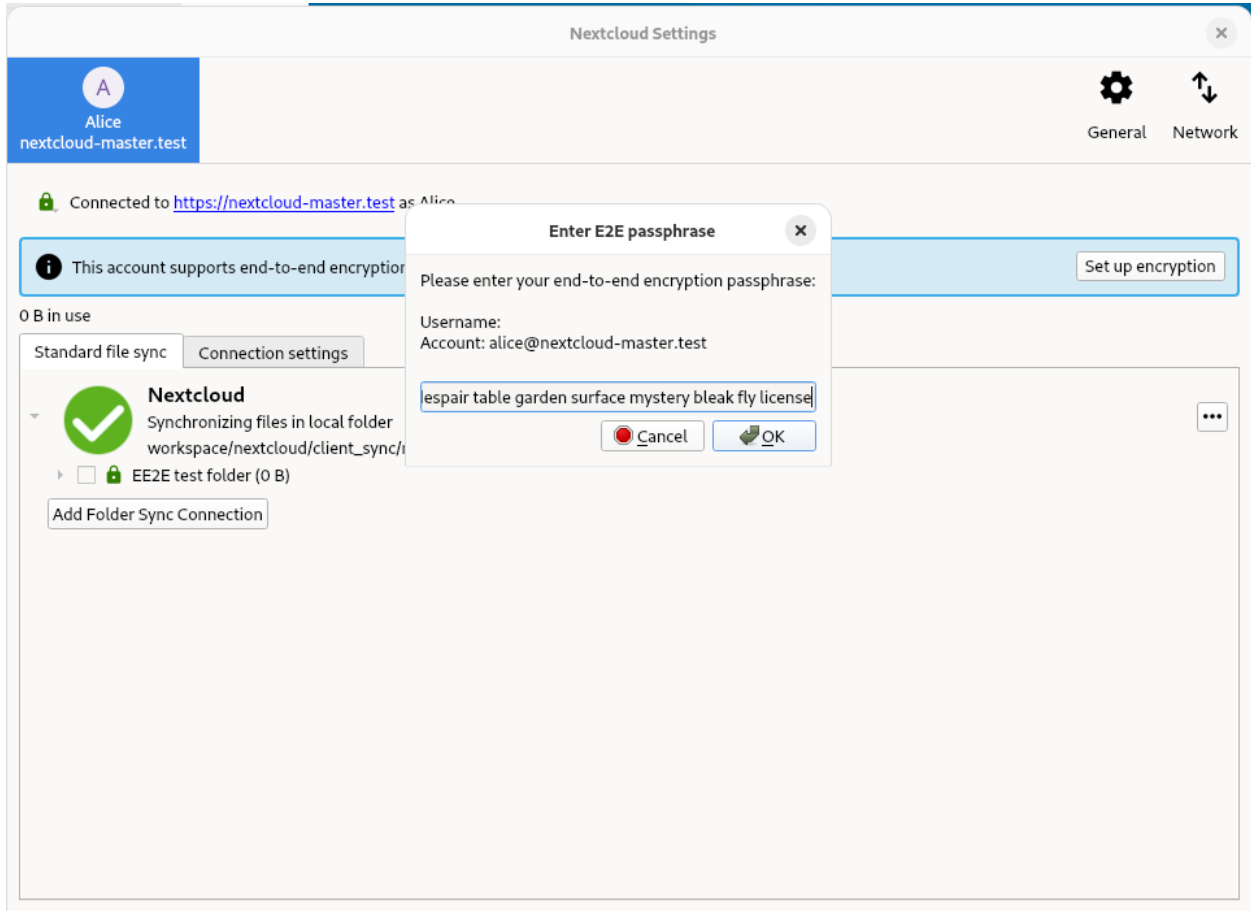 Nextcloud Settings
A
Alice
nextcloud-master.test
General
Network
Connected to https://nextcloud-master.test as Alice
Enter E2E passphrase
This account supports end-to-end encryption
Set up encryption
Please enter your end-to-end encryption passphrase:
Username:
Account: alice@nextcloud-master.test
0 B in use
Standard file sync
Connection settings
table garden surface mystery bleak fly license
Cancel
OK
Nextcloud
Synchronizing files in local folder
workspace/nextcloud/client_sync/
EE2E test folder (0 B)
Add Folder Sync Connection